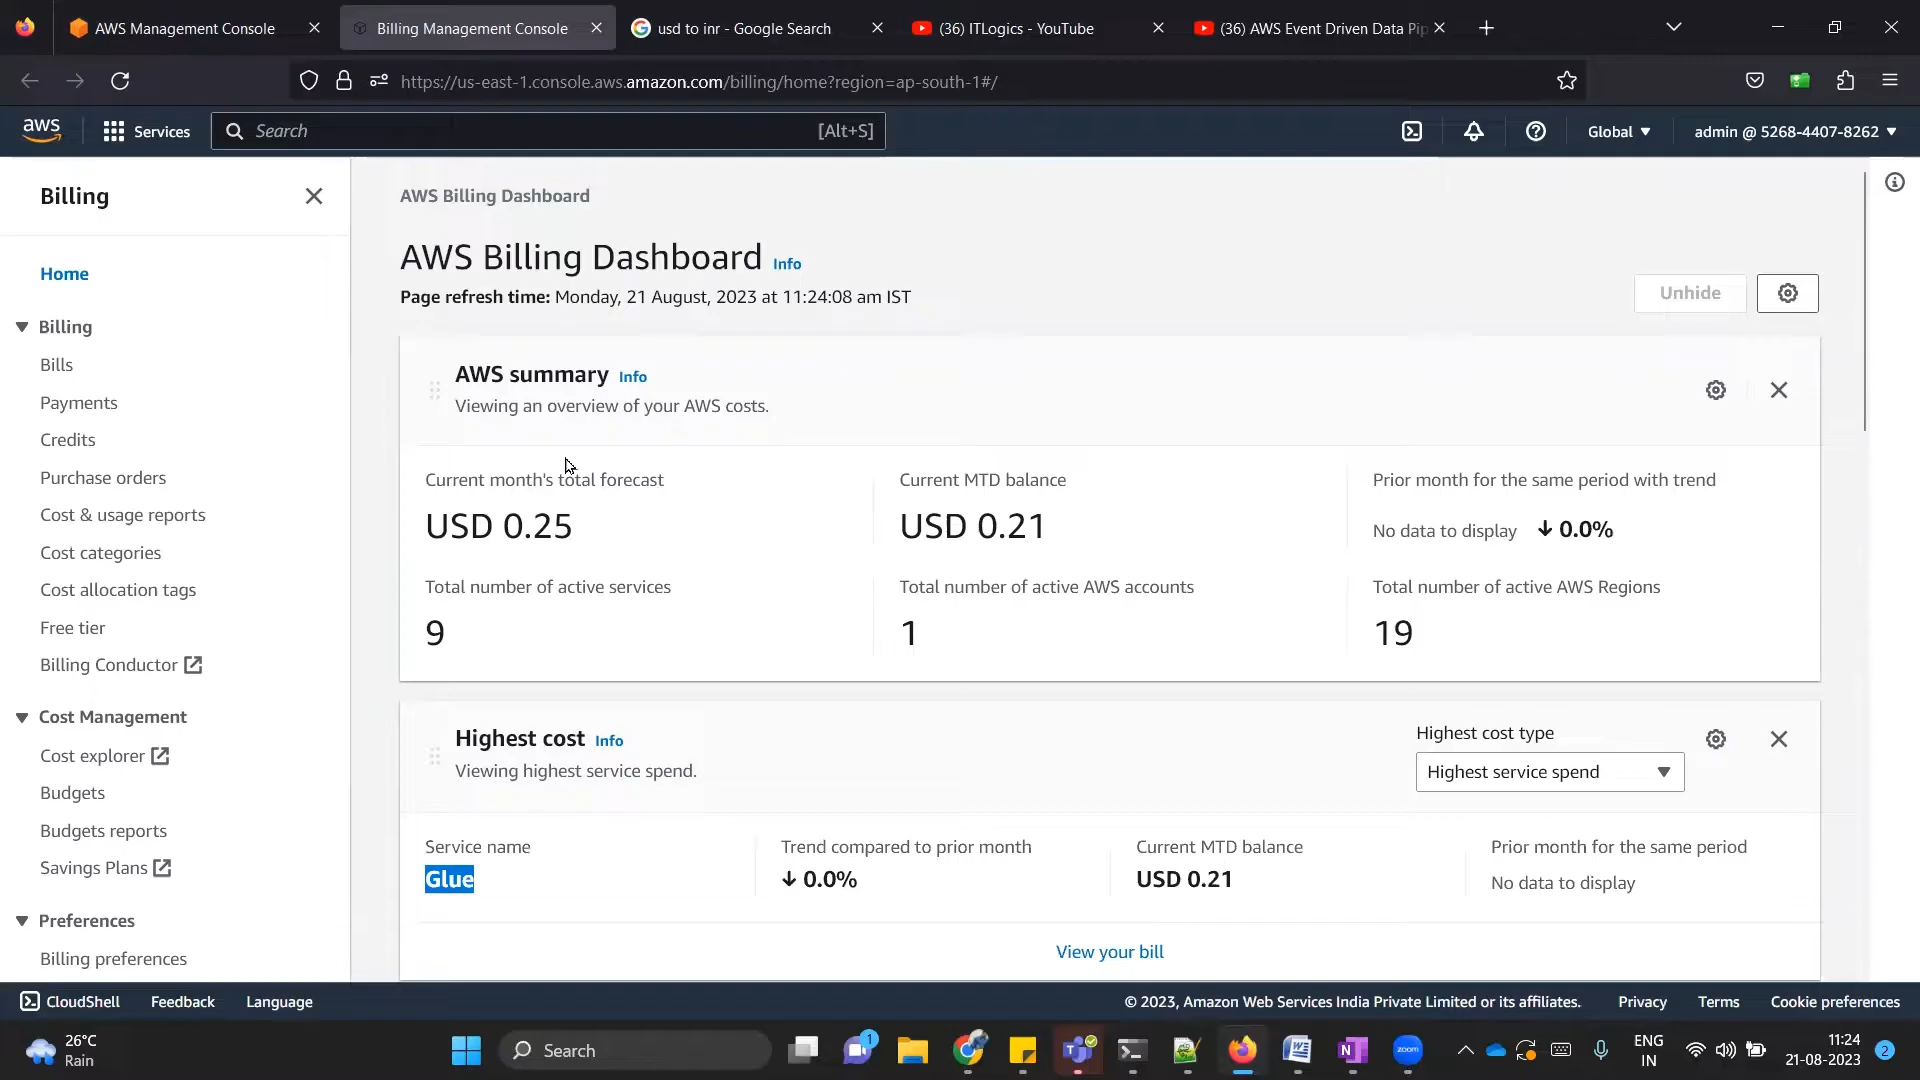 AWS Management Console
Billing Management Console
usd to inr - Google Search
(36) ITLogics - YouTube
(36) AWS Event Driven Data Pip
https://us-east-1.console.aws.amazon.com/billing/home?region=ap-south-1#/
aws
Services
Search
[Alt+S]
Global
admin @ 5268-4407-8262
Billing
Home
Billing
Bills
Payments
Credits
Purchase orders
Cost & usage reports
Cost categories
Cost allocation tags
Free tier
Billing Conductor
Cost Management
Cost explorer
Budgets
Budgets reports
Savings Plans
Preferences
Billing preferences
AWS Billing Dashboard
AWS Billing Dashboard Info
Page refresh time: Monday, 21 August, 2023 at 11:24:08 am IST
Unhide
AWS summary Info
Viewing an overview of your AWS costs.
Current month's total forecast
USD 0.25
Current MTD balance
USD 0.21
Prior month for the same period with trend
No data to display ↓ 0.0%
Total number of active services
9
Total number of active AWS accounts
1
Total number of active AWS Regions
19
Highest cost Info
Viewing highest service spend.
Highest cost type
Highest service spend
Service name
Glue
Trend compared to prior month
↓ 0.0%
Current MTD balance
USD 0.21
Prior month for the same period
No data to display
View your bill
CloudShell
Feedback
Language
© 2023, Amazon Web Services India Private Limited or its affiliates.
Privacy
Terms
Cookie preferences
26°C
Rain
Search
1
zoom
ENG
IN
11:24
21-08-2023
2